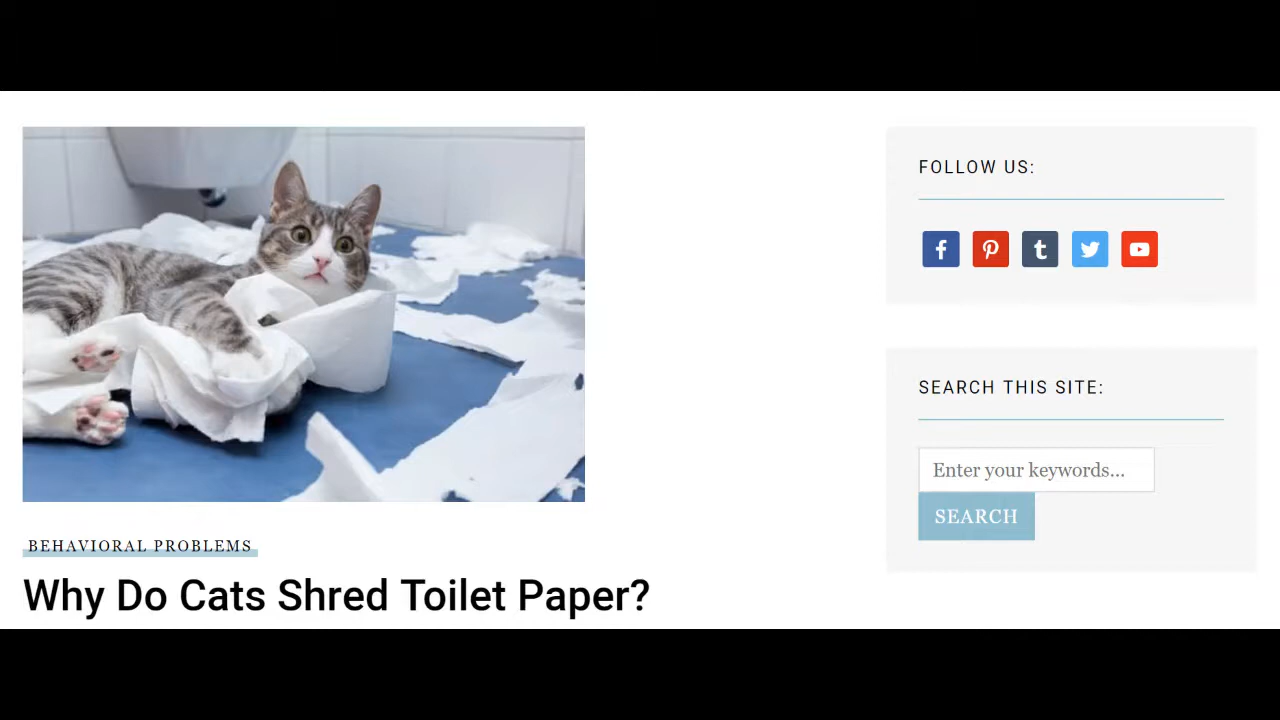 FOLLOW US:
SEARCH THIS SITE:
Enter your keywords...
SEARCH
BEHAVIORAL PROBLEMS
Why Do Cats Shred Toilet Paper?